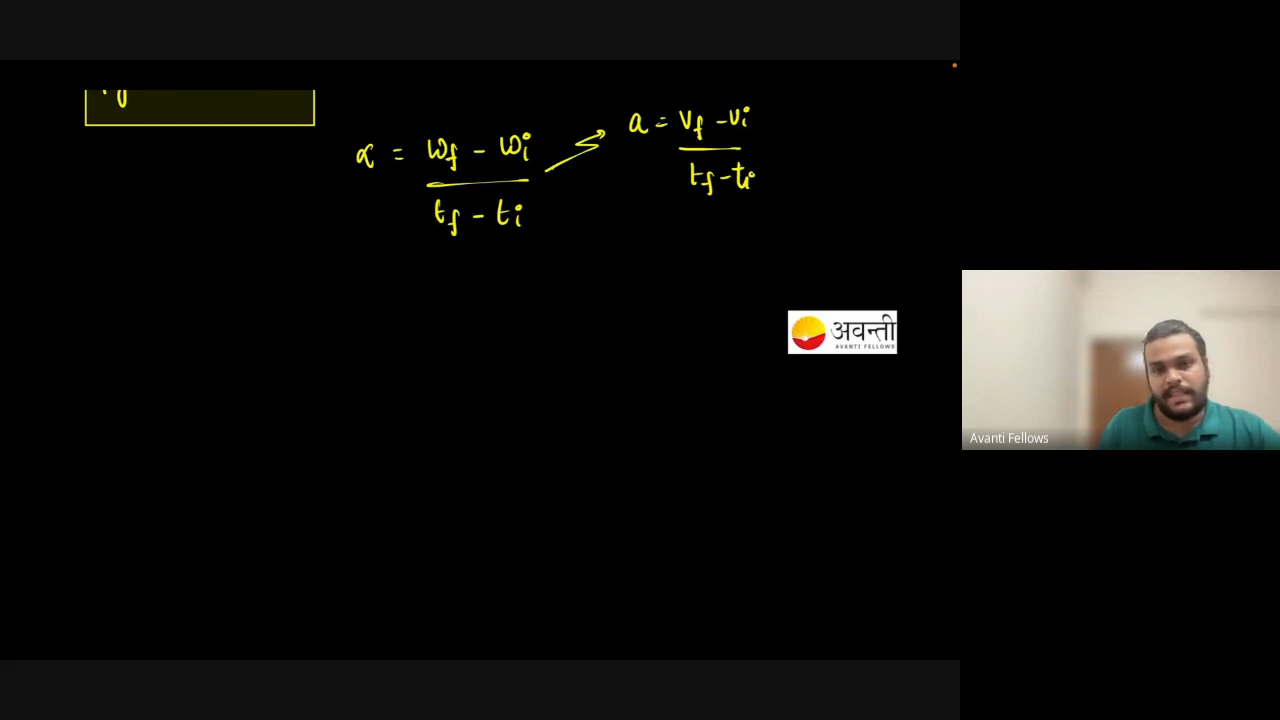 α = ωf - ωi / tf - ti
a = vf - vi / tf - ti
अवन्ती
AVANTI FELLOWS
Avanti Fellows